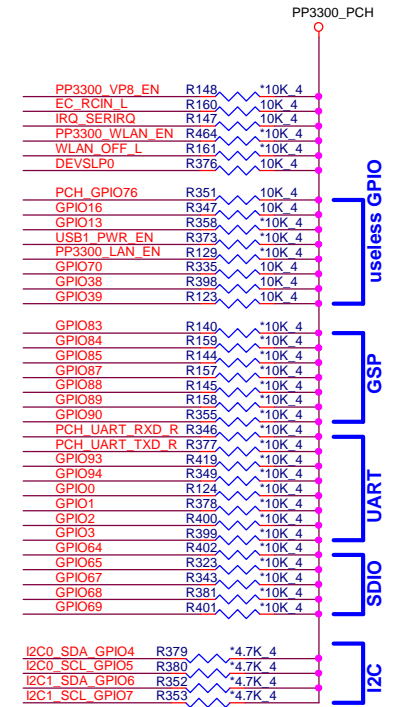 PP3300_PCH
PP3300_VP8_EN R148 *10K_4
EC_RCIN_L R160 10K_4
IRQ_SERIRQ R147 10K_4
PP3300_WLAN_EN R464 *10K_4
WLAN_OFF_L R161 *10K_4
DEVSLP0 R376 *10K_4
PCH_GPIO76 R351 10K_4
GPIO16 R347 10K_4
GPIO13 R358 10K_4
USB1_PWR_EN R373 10K_4
PP3300_LAN_EN R129 *10K_4
GPIO70 R335 10K_4
GPIO38 R398 10K_4
GPIO39 R123 10K_4
useless GPIO
GPIO83 R140 *10K_4
GPIO84 R159 *10K_4
GPIO85 R144 *10K_4
GPIO87 R157 *10K_4
GPIO88 R145 *10K_4
GPIO89 R158 *10K_4
GPIO90 R355 *10K_4
GSP
PCH_UART_RXD_R R346 *10K_4
PCH_UART_TXD_R R377 *10K_4
GPIO93 R419 *10K_4
GPIO94 R349 *10K_4
GPIO0 R124 *10K_4
GPIO1 R378 *10K_4
GPIO2 R400 *10K_4
GPIO3 R399 *10K_4
UART
GPIO64 R402 *10K_4
GPIO65 R323 *10K_4
GPIO67 R343 *10K_4
GPIO68 R381 *10K_4
GPIO69 R401 *10K_4
SDIO
I2C0_SDA_GPIO4 R379 *4.7K_4
I2C0_SCL_GPIO5 R380 *4.7K_4
I2C1_SDA_GPIO6 R352 *4.7K_4
I2C1_SCL_GPIO7 R353 *4.7K_4
I2C